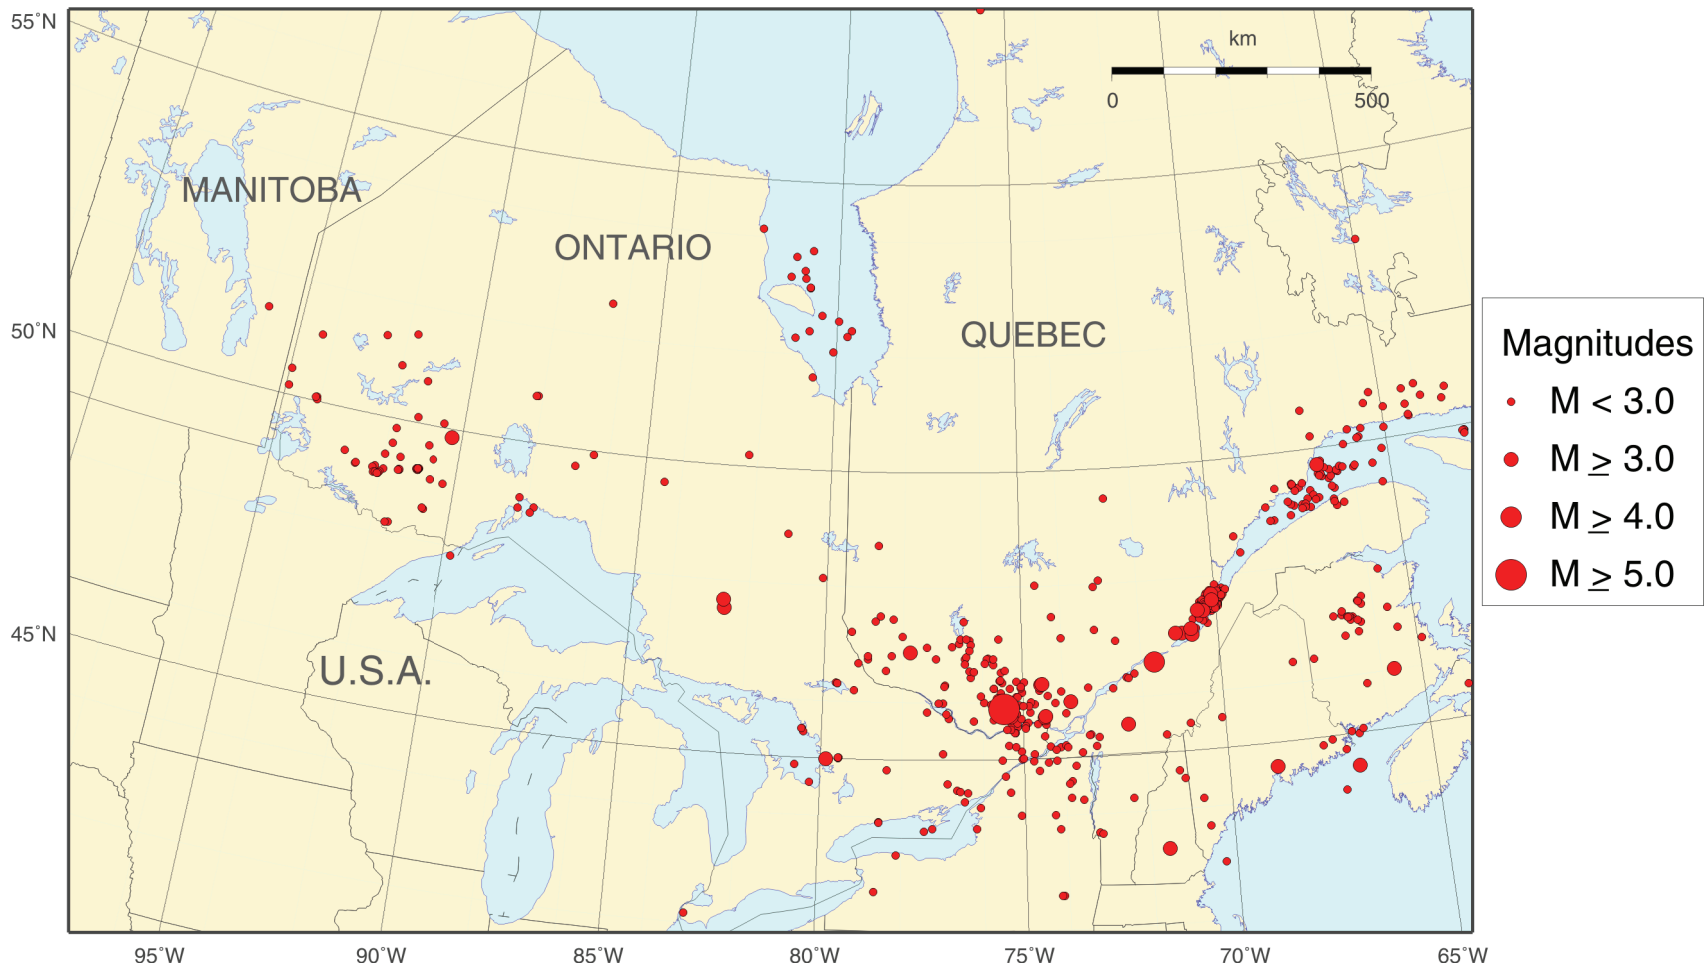 55°N
km
0 500
MANITOBA
ONTARIO
50°N
QUEBEC
Magnitudes
M < 3.0
M ≥ 3.0
M ≥ 4.0
M ≥ 5.0
45°N
U.S.A.
95°W 90°W 85°W 80°W 75°W 70°W 65°W